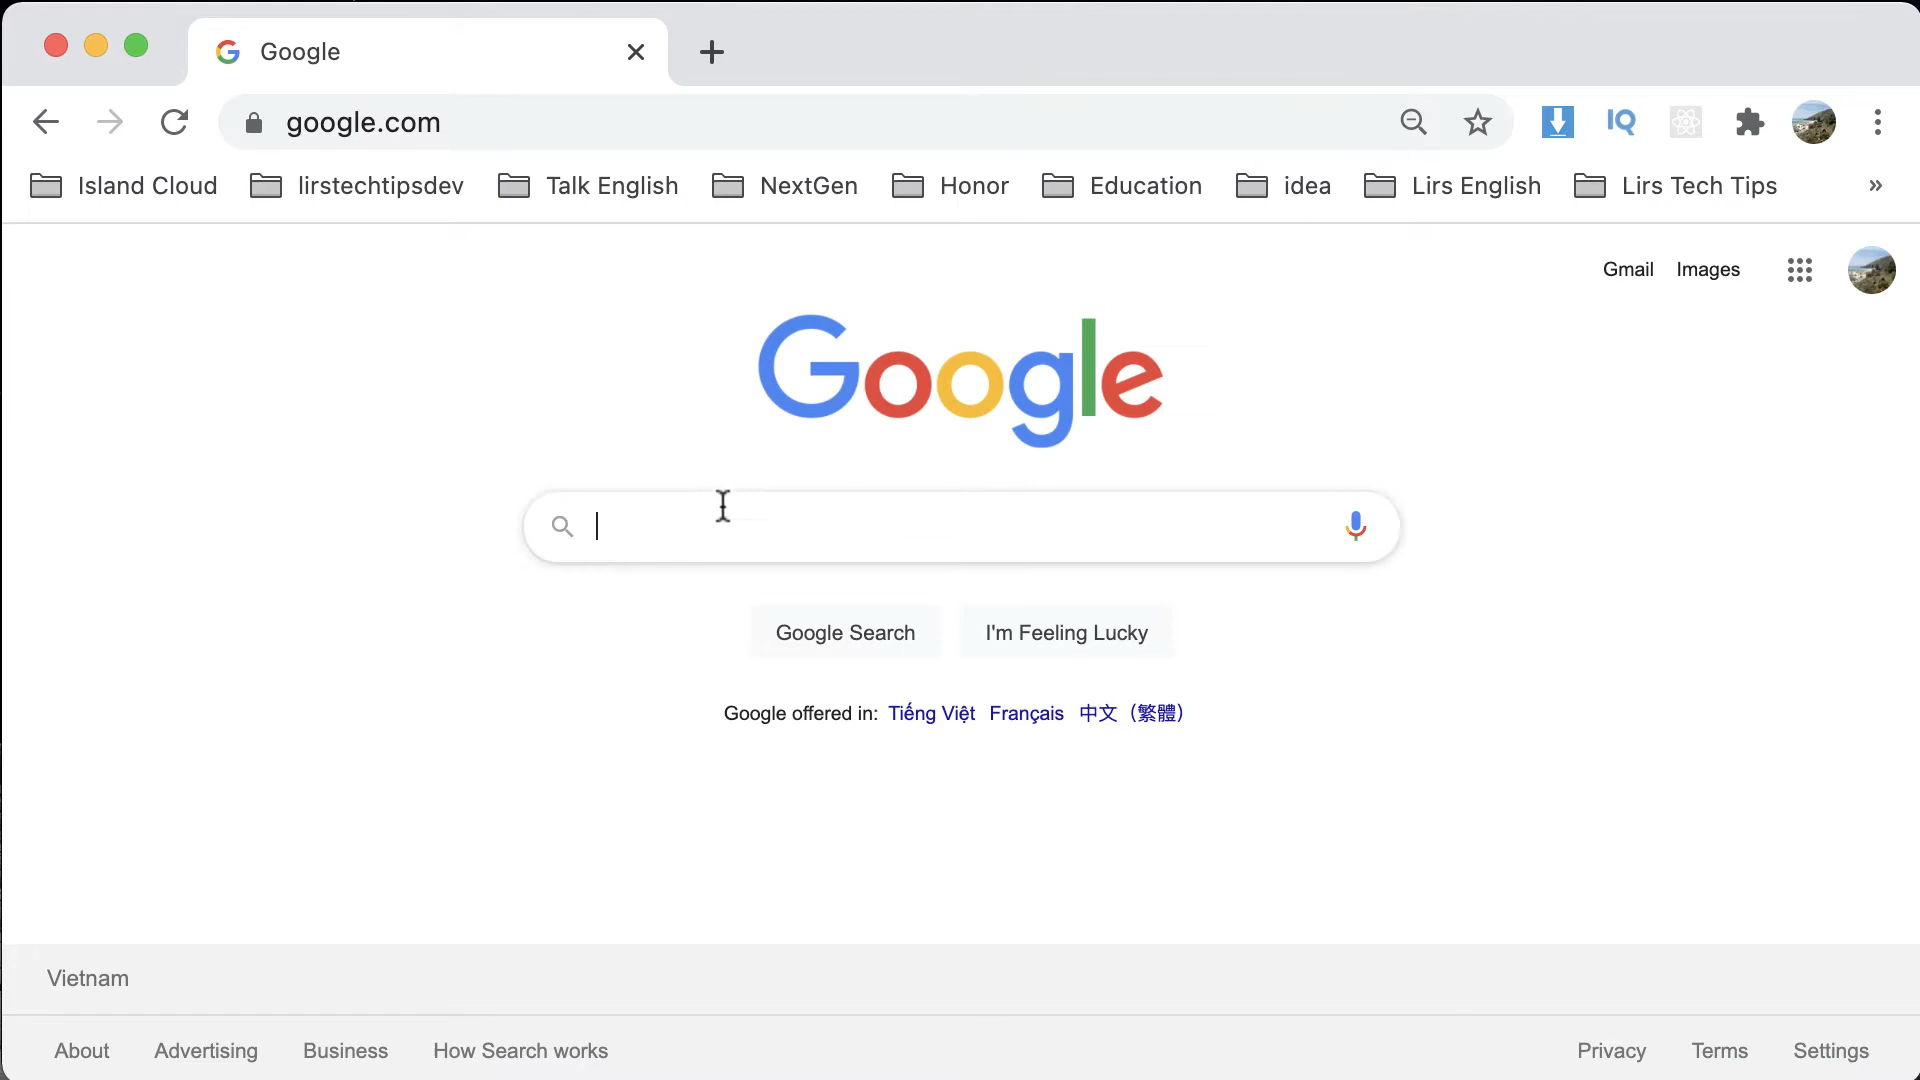 Google
google.com
IQ
Island Cloud lirstechtipsdev Talk English NextGen Honor Education idea Lirs English Lirs Tech Tips »
Gmail Images
Google
Google Search I'm Feeling Lucky
Google offered in: Tiếng Việt Français 中文（繁體）
Vietnam
About Advertising Business How Search works Privacy Terms Settings